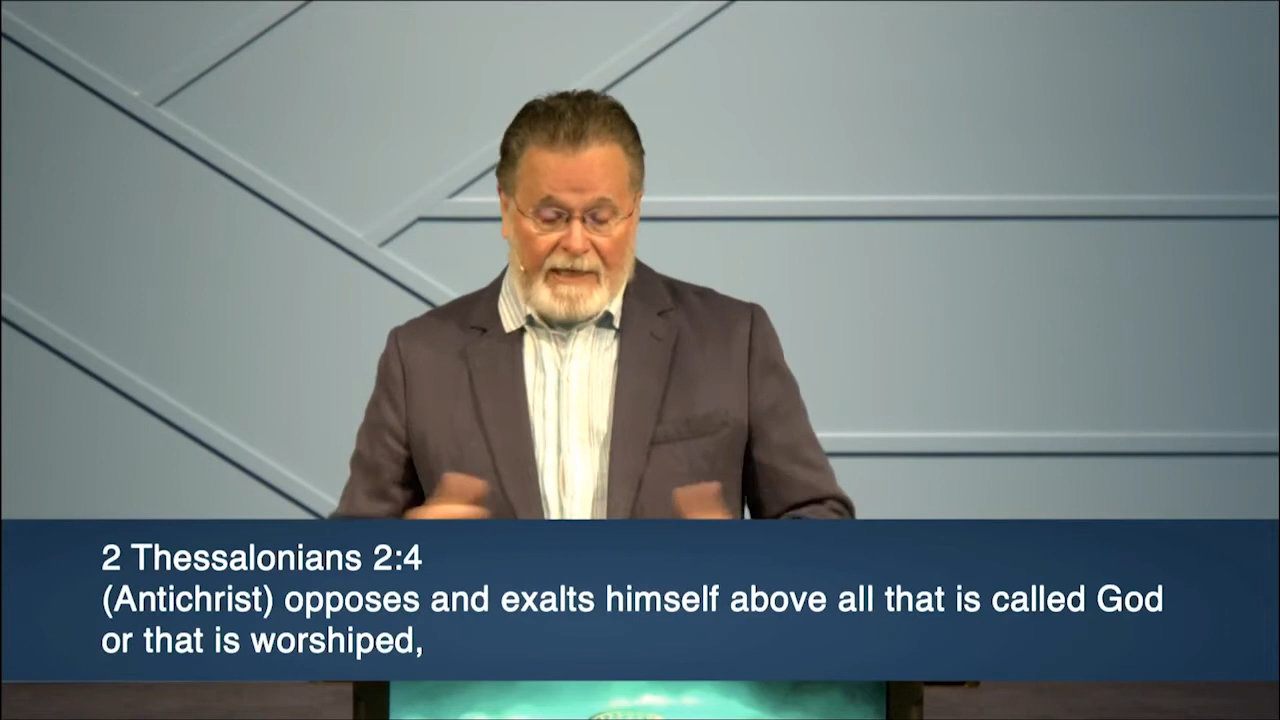 2 Thessalonians 2:4
(Antichrist) opposes and exalts himself above all that is called God
or that is worshiped,